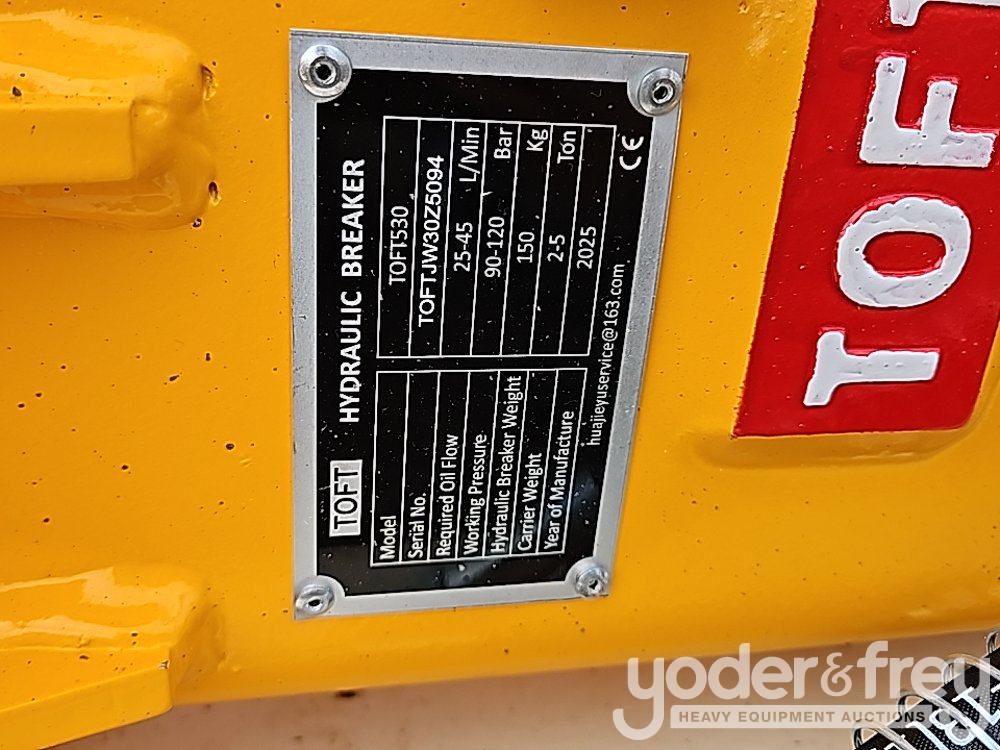 TOFT HYDRAULIC BREAKER
Model TOFT530
Serial No. TOFTJW30Z5094
Required Oil Flow 25-45 L/Min
Working Pressure 90-120 Bar
Hydraulic Breaker Weight 150 Kg
Carrier Weight 2-5 Ton
Year of Manufacture 2025
huajieyuservice@163.com CE
TOFT
yoder&frey
HEAVY EQUIPMENT AUCTIONS